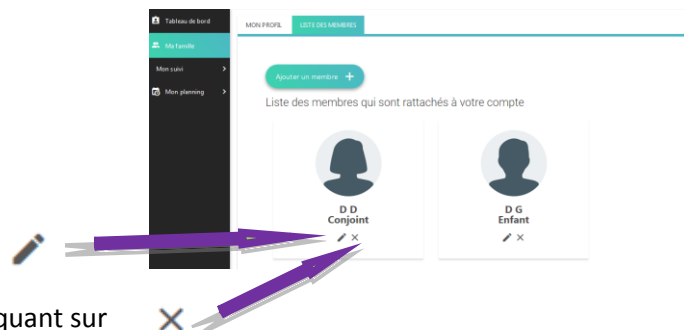 Tableau de bord
Ma famille
Mon suivi
Mon planning
MON PROFIL
LISTE DES MEMBRES
Ajouter un membre +
Liste des membres qui sont rattachés à votre compte
D D
Conjoint
D G
Enfant
quant sur